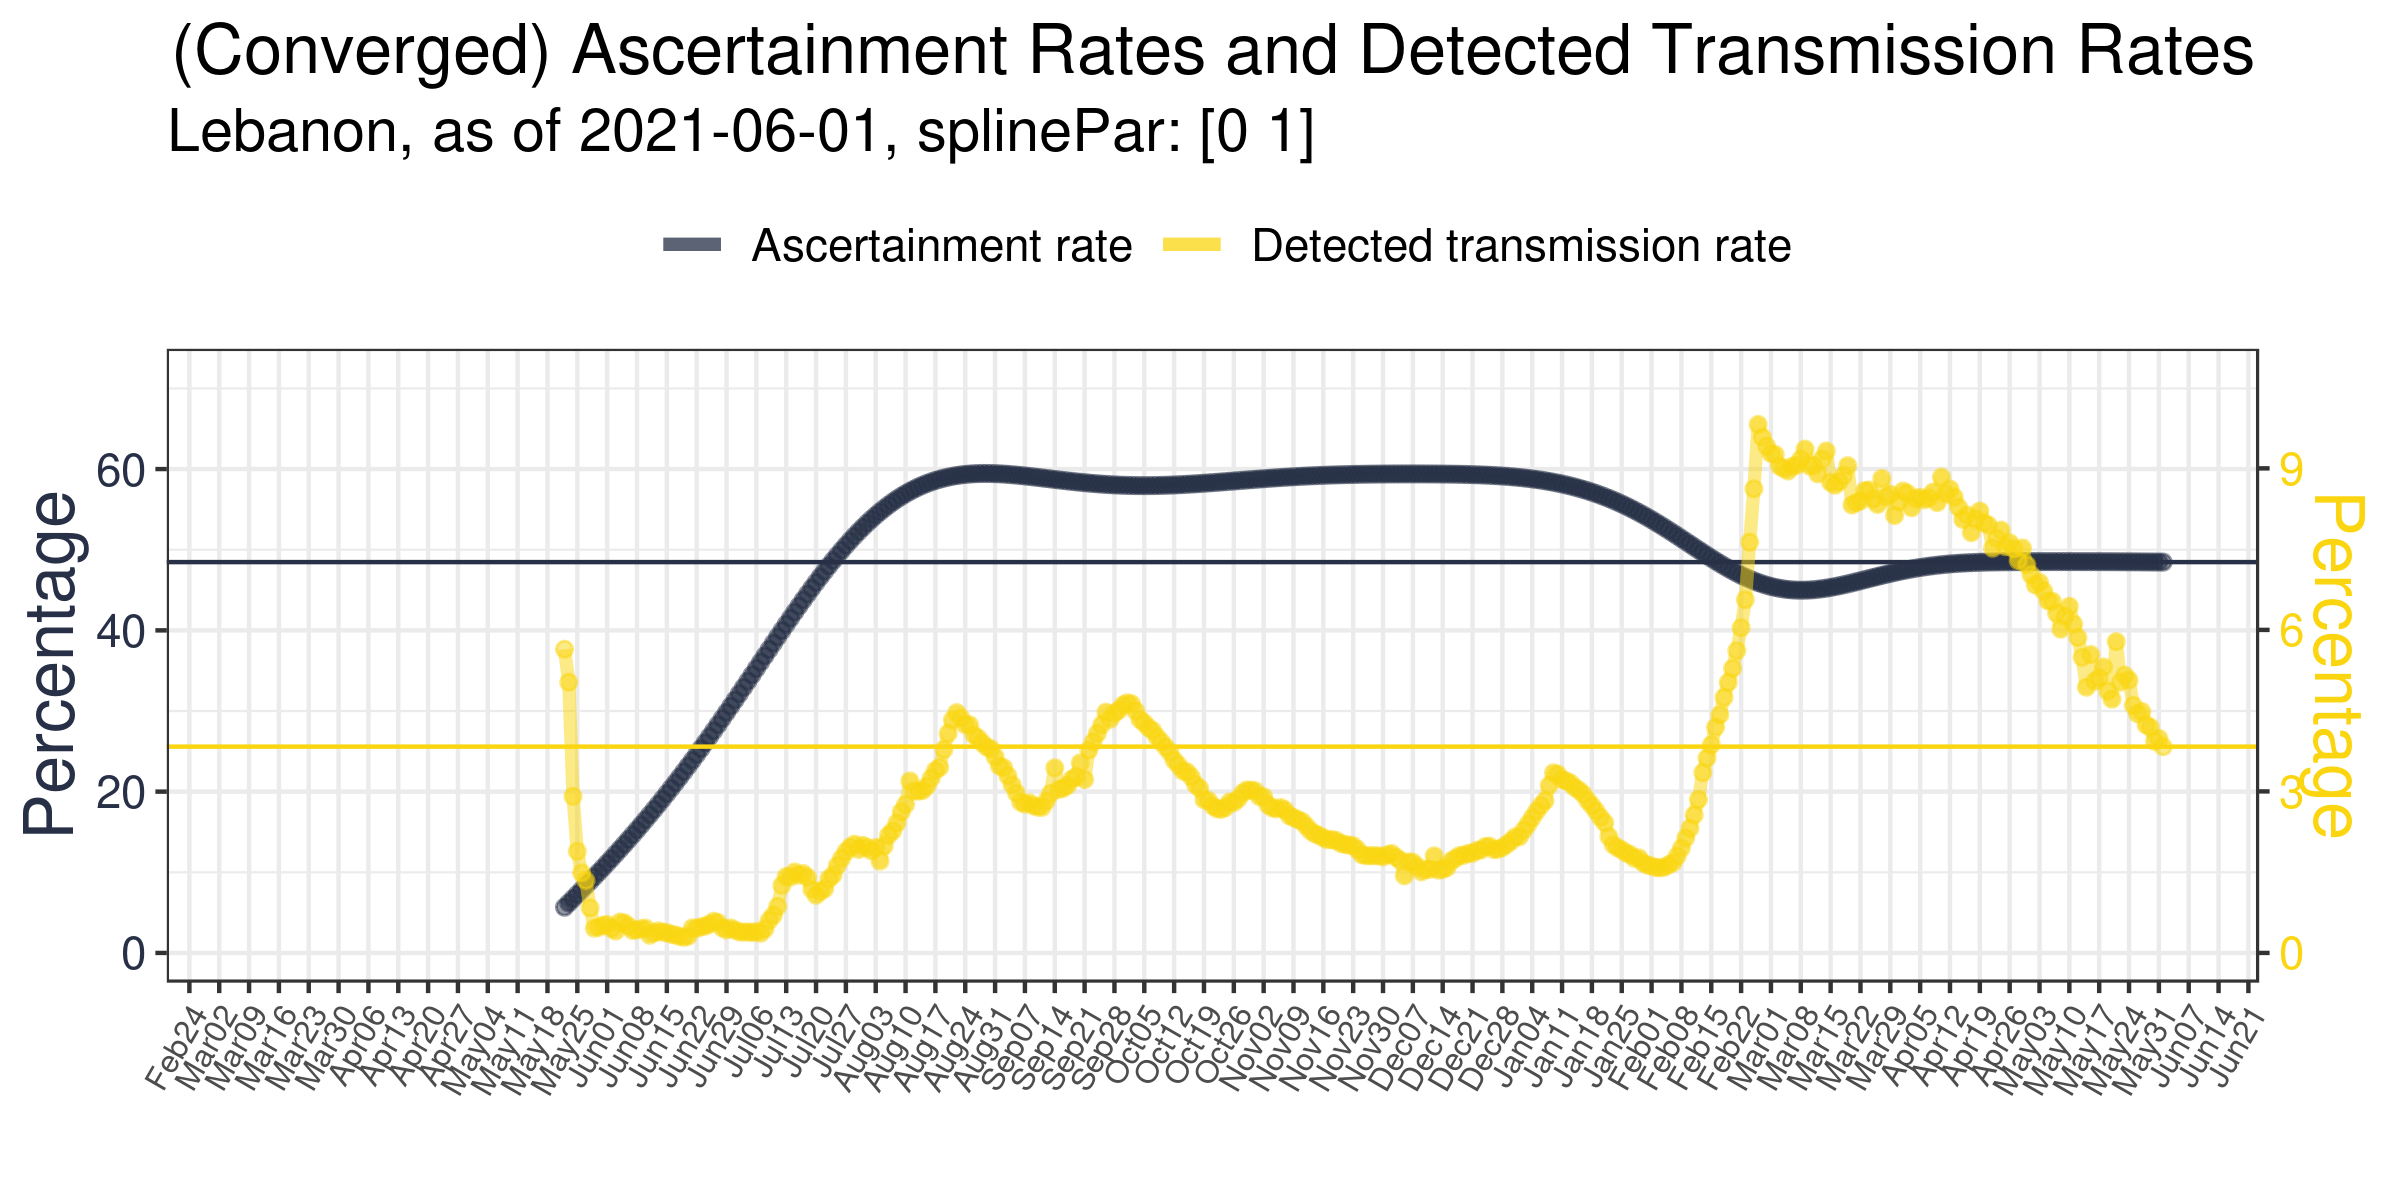 (Converged) Ascertainment Rates and Detected Transmission Rates
Lebanon, as of 2021-06-01, splinePar: [0 1]
Ascertainment rate
Detected transmission rate
Percentage
60
40
20
0
9
6
3
0
Percentage
Feb24
Mar02
Mar09
Mar16
Mar23
Mar30
Apr06
Apr13
Apr20
Apr27
May04
May11
May18
May25
Jun01
Jun08
Jun15
Jun22
Jun29
Jul06
Jul13
Jul20
Jul27
Aug03
Aug10
Aug17
Aug24
Aug31
Sep07
Sep14
Sep21
Sep28
Oct05
Oct12
Oct19
Oct26
Nov02
Nov09
Nov16
Nov23
Nov30
Dec07
Dec14
Dec21
Dec28
Jan04
Jan11
Jan18
Jan25
Feb01
Feb08
Feb15
Feb22
Mar01
Mar08
Mar15
Mar22
Mar29
Apr05
Apr12
Apr19
Apr26
May03
May10
May17
May24
May31
Jun07
Jun14
Jun21